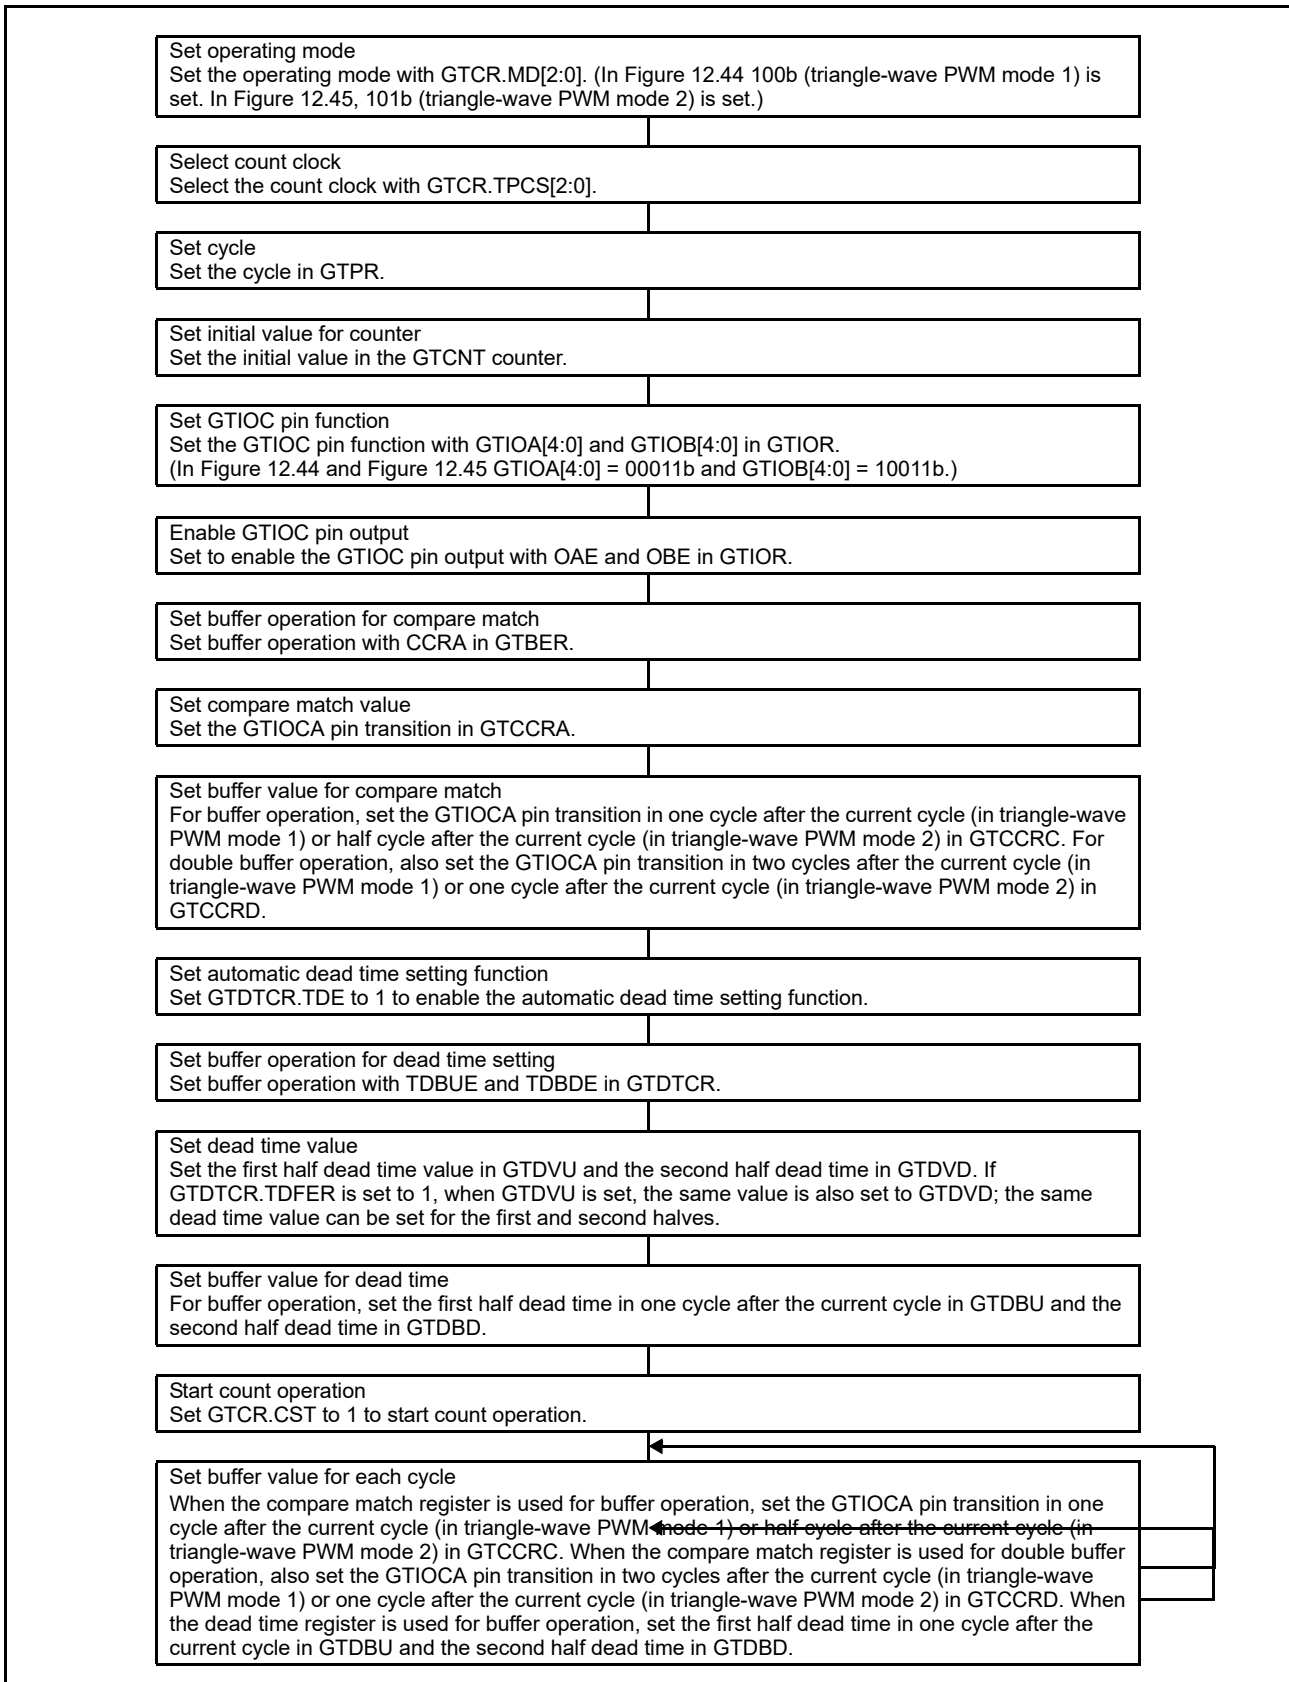 Set operating mode
Set the operating mode with GTCR.MD[2:0]. (In Figure 12.44 100b (triangle-wave PWM mode 1) is
set. In Figure 12.45, 101b (triangle-wave PWM mode 2) is set.)
Select count clock
Select the count clock with GTCR.TPCS[2:0].
Set cycle
Set the cycle in GTPR.
Set initial value for counter
Set the initial value in the GTCNT counter.
Set GTIOC pin function
Set the GTIOC pin function with GTIOA[4:0] and GTIOB[4:0] in GTIOR.
(In Figure 12.44 and Figure 12.45 GTIOA[4:0] = 00011b and GTIOB[4:0] = 10011b.)
Enable GTIOC pin output
Set to enable the GTIOC pin output with OAE and OBE in GTIOR.
Set buffer operation for compare match
Set buffer operation with CCRA in GTBER.
Set compare match value
Set the GTIOCA pin transition in GTCCRA.
Set buffer value for compare match
For buffer operation, set the GTIOCA pin transition in one cycle after the current cycle (in triangle-wave
PWM mode 1) or half cycle after the current cycle (in triangle-wave PWM mode 2) in GTCCRC. For
double buffer operation, also set the GTIOCA pin transition in two cycles after the current cycle (in
triangle-wave PWM mode 1) or one cycle after the current cycle (in triangle-wave PWM mode 2) in
GTCCRD.
Set automatic dead time setting function
Set GTDTCR.TDE to 1 to enable the automatic dead time setting function.
Set buffer operation for dead time setting
Set buffer operation with TDBUE and TDBDE in GTDTCR.
Set dead time value
Set the first half dead time value in GTDVU and the second half dead time in GTDVD. If
GTDTCR.TDFER is set to 1, when GTDVU is set, the same value is also set to GTDVD; the same
dead time value can be set for the first and second halves.
Set buffer value for dead time
For buffer operation, set the first half dead time in one cycle after the current cycle in GTDBU and the
second half dead time in GTDBD.
Start count operation
Set GTCR.CST to 1 to start count operation.
Set buffer value for each cycle
When the compare match register is used for buffer operation, set the GTIOCA pin transition in one
cycle after the current cycle (in triangle-wave PWM mode 1) or half cycle after the current cycle (in
triangle-wave PWM mode 2) in GTCCRC. When the compare match register is used for double buffer
operation, also set the GTIOCA pin transition in two cycles after the current cycle (in triangle-wave
PWM mode 1) or one cycle after the current cycle (in triangle-wave PWM mode 2) in GTCCRD. When
the dead time register is used for buffer operation, set the first half dead time in one cycle after the
current cycle in GTDBU and the second half dead time in GTDBD.